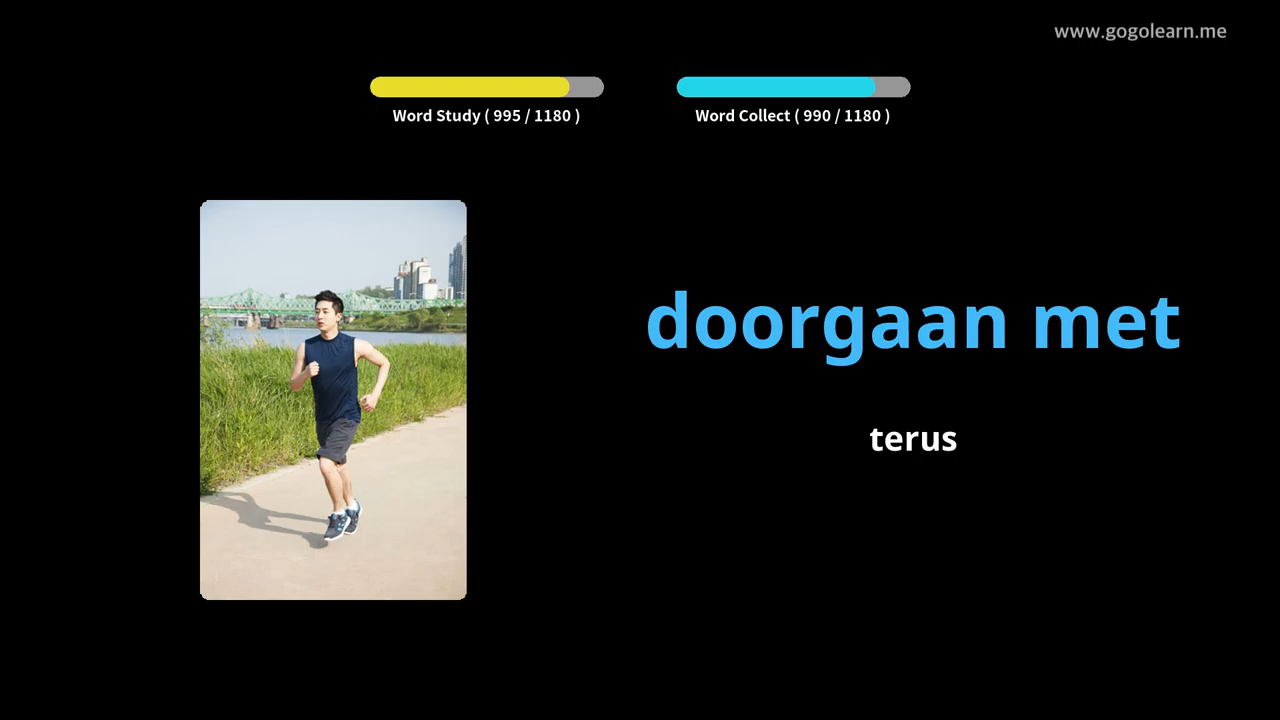 www.gogolearn.me
Word Study ( 995 / 1180 )
Word Collect ( 990 / 1180 )
doorgaan met
terus